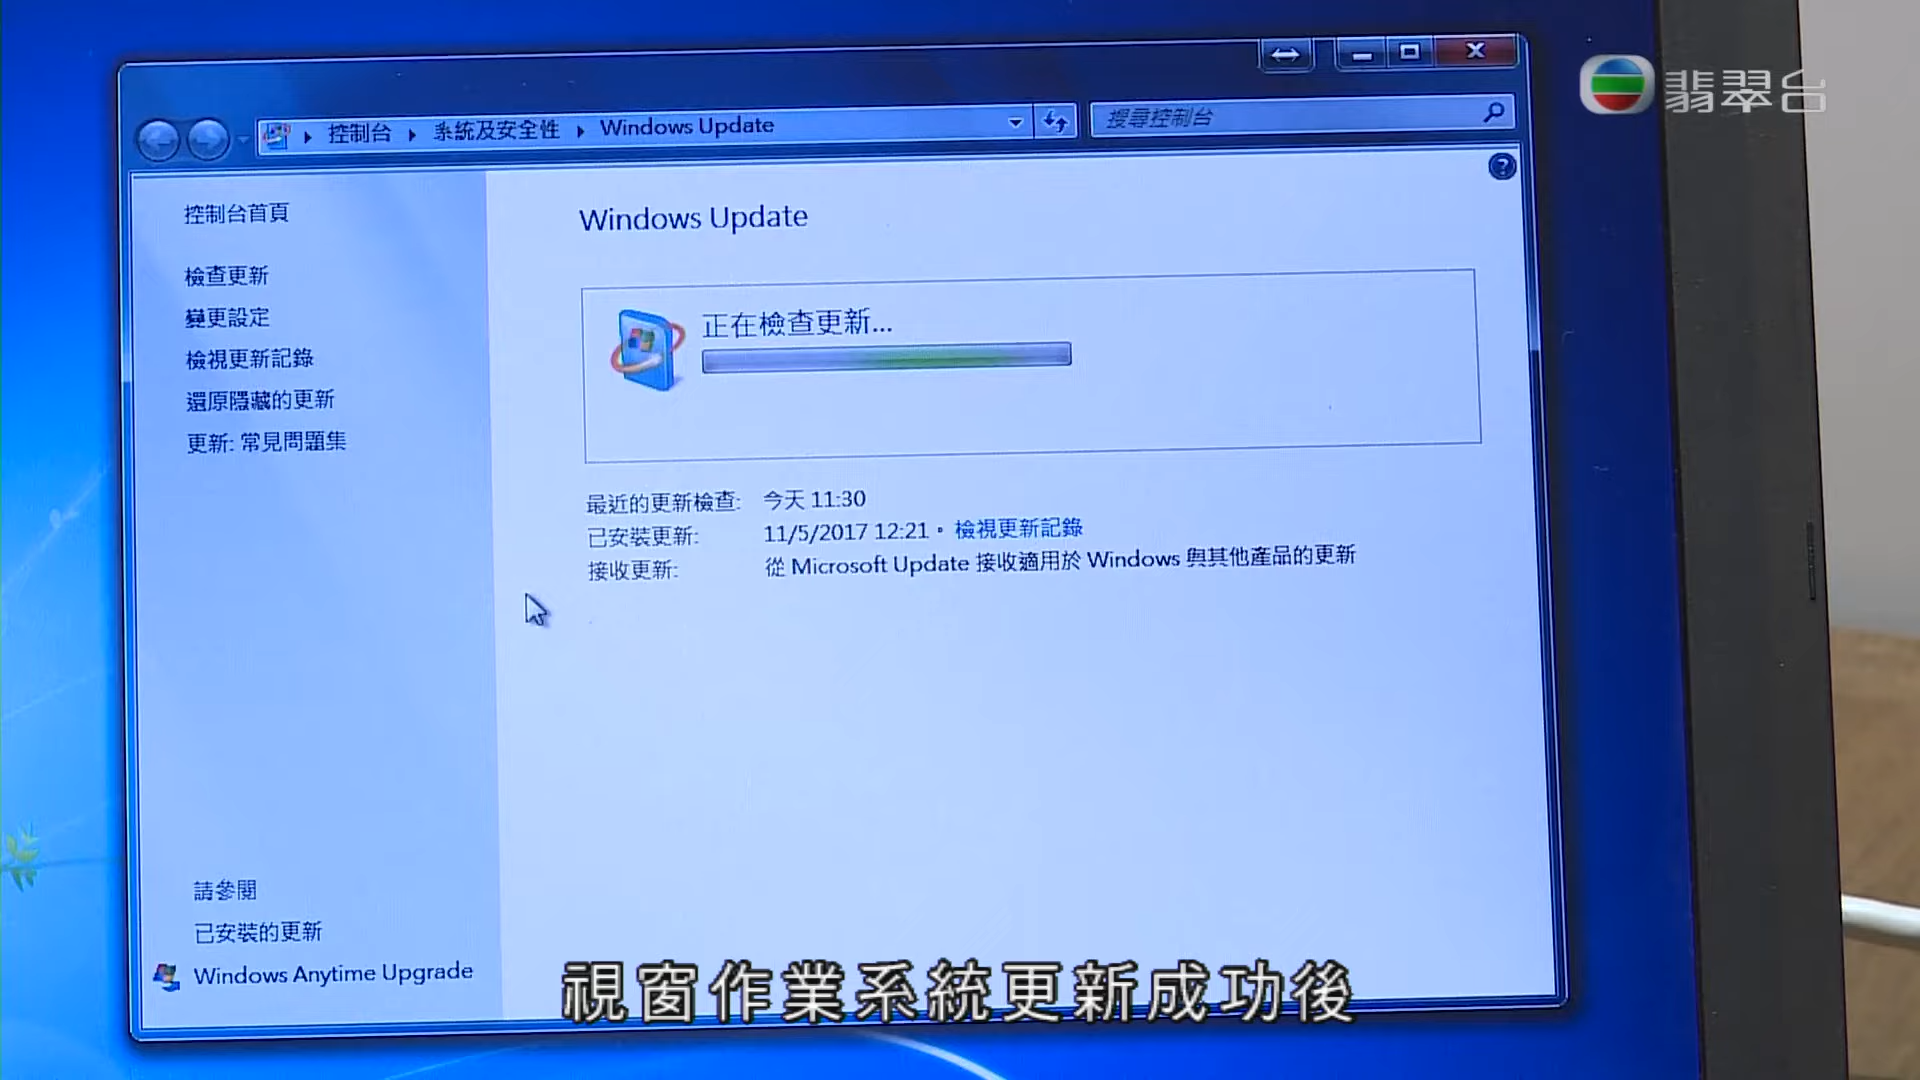 翡翠台
控制台 系統及安全性 Windows Update
搜尋控制台
控制台首頁
檢查更新
變更設定
檢視更新記錄
還原隱藏的更新
更新: 常見問題集
Windows Update
正在檢查更新...
最近的更新檢查: 今天 11:30
已安裝更新: 11/5/2017 12:21。 檢視更新記錄
接收更新: 從 Microsoft Update 接收適用於 Windows 與其他產品的更新
請參閱
已安裝的更新
Windows Anytime Upgrade
視窗作業系統更新成功後